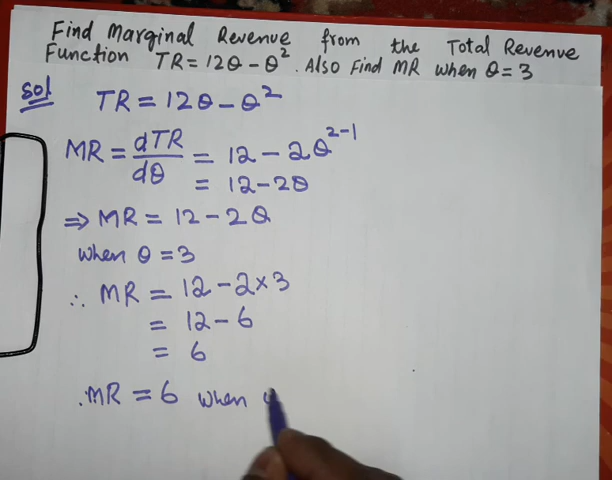 Find Marginal Revenue from the Total Revenue
Function TR = 12Q - Q². Also Find MR when Q = 3
Sol TR = 12Q - Q²
MR = dTR/dQ = 12 - 2Q²⁻¹
= 12 - 2Q
⇒ MR = 12 - 2Q
when Q = 3
∴ MR = 12 - 2×3
= 12 - 6
= 6
∴ MR = 6 when